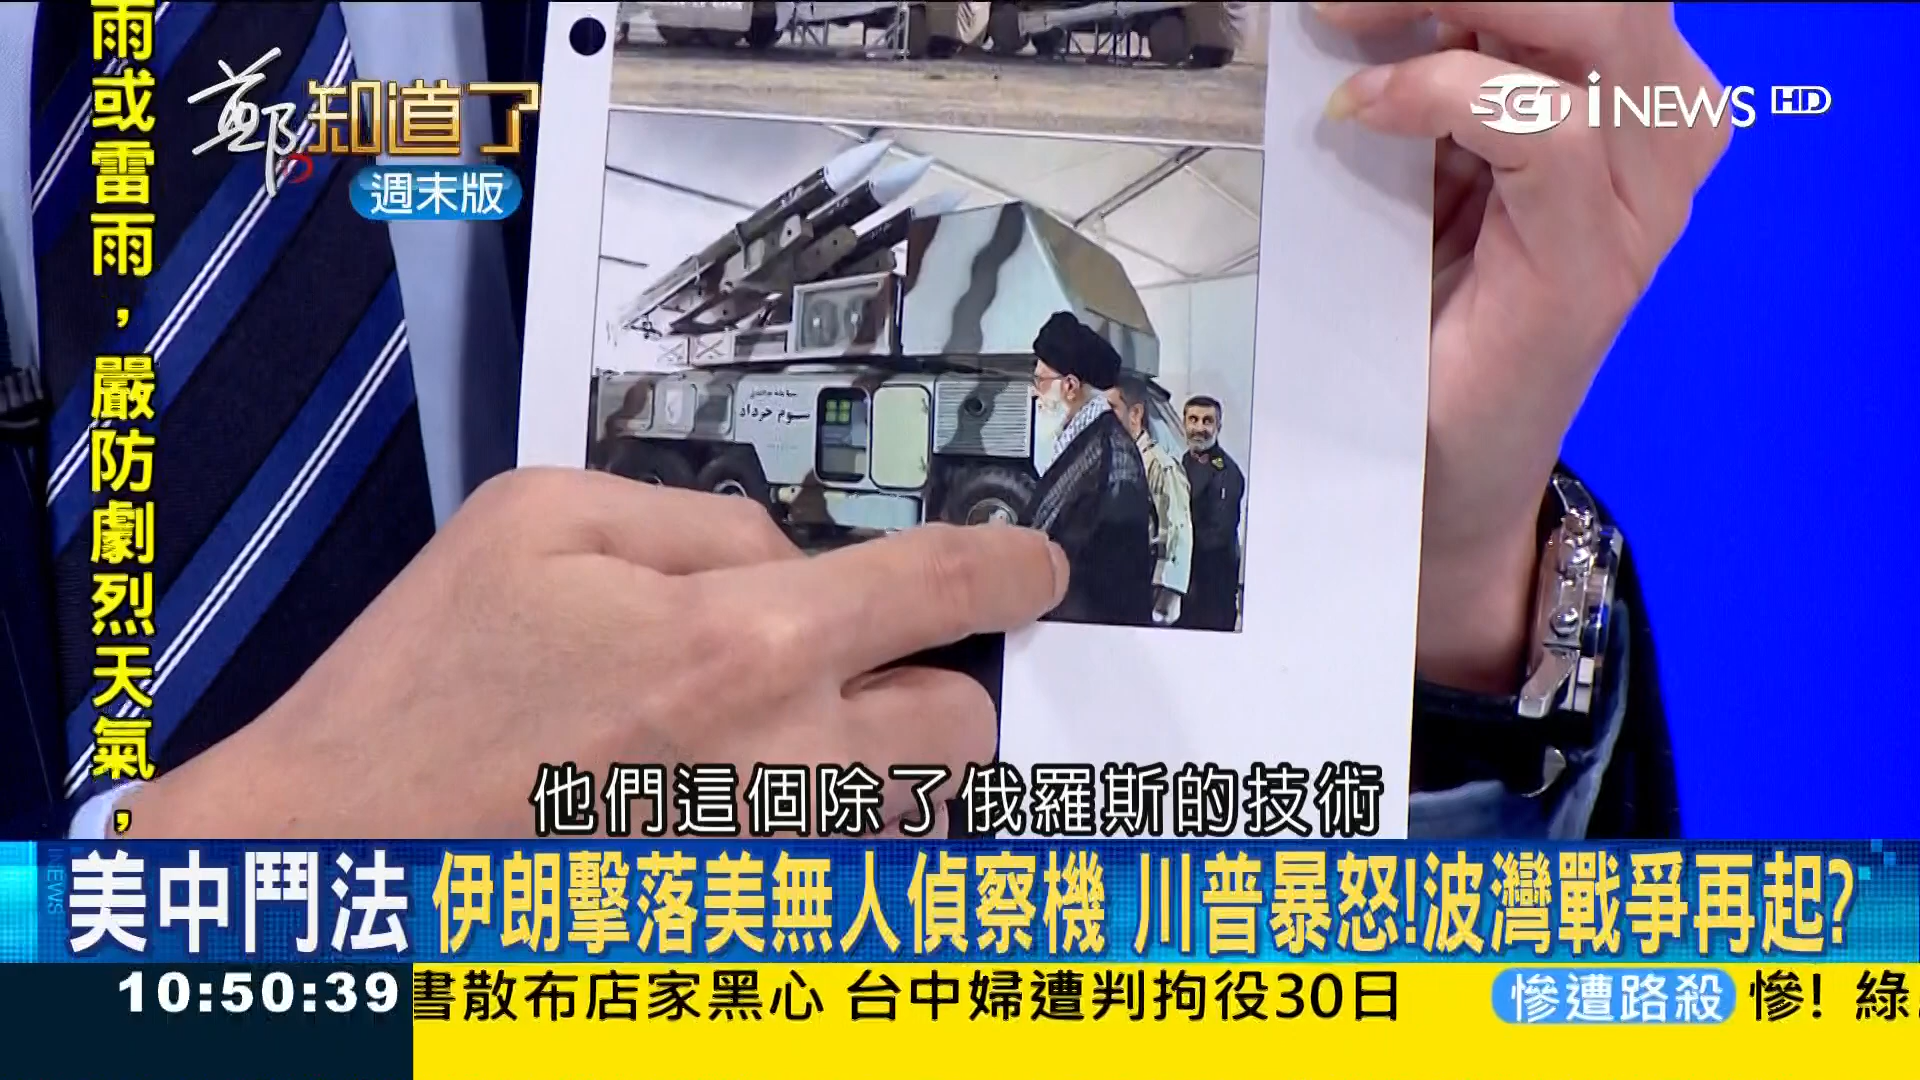 雨或雷雨，嚴防劇烈天氣，
鄭知道了
週末版
SET iNEWS HD
سوم خرداد
他們這個除了俄羅斯的技術
iNEWS
美中鬥法
伊朗擊落美無人偵察機 川普暴怒!波灣戰爭再起?
10:50:39
書散布店家黑心 台中婦遭判拘役30日
慘遭路殺
慘! 綠